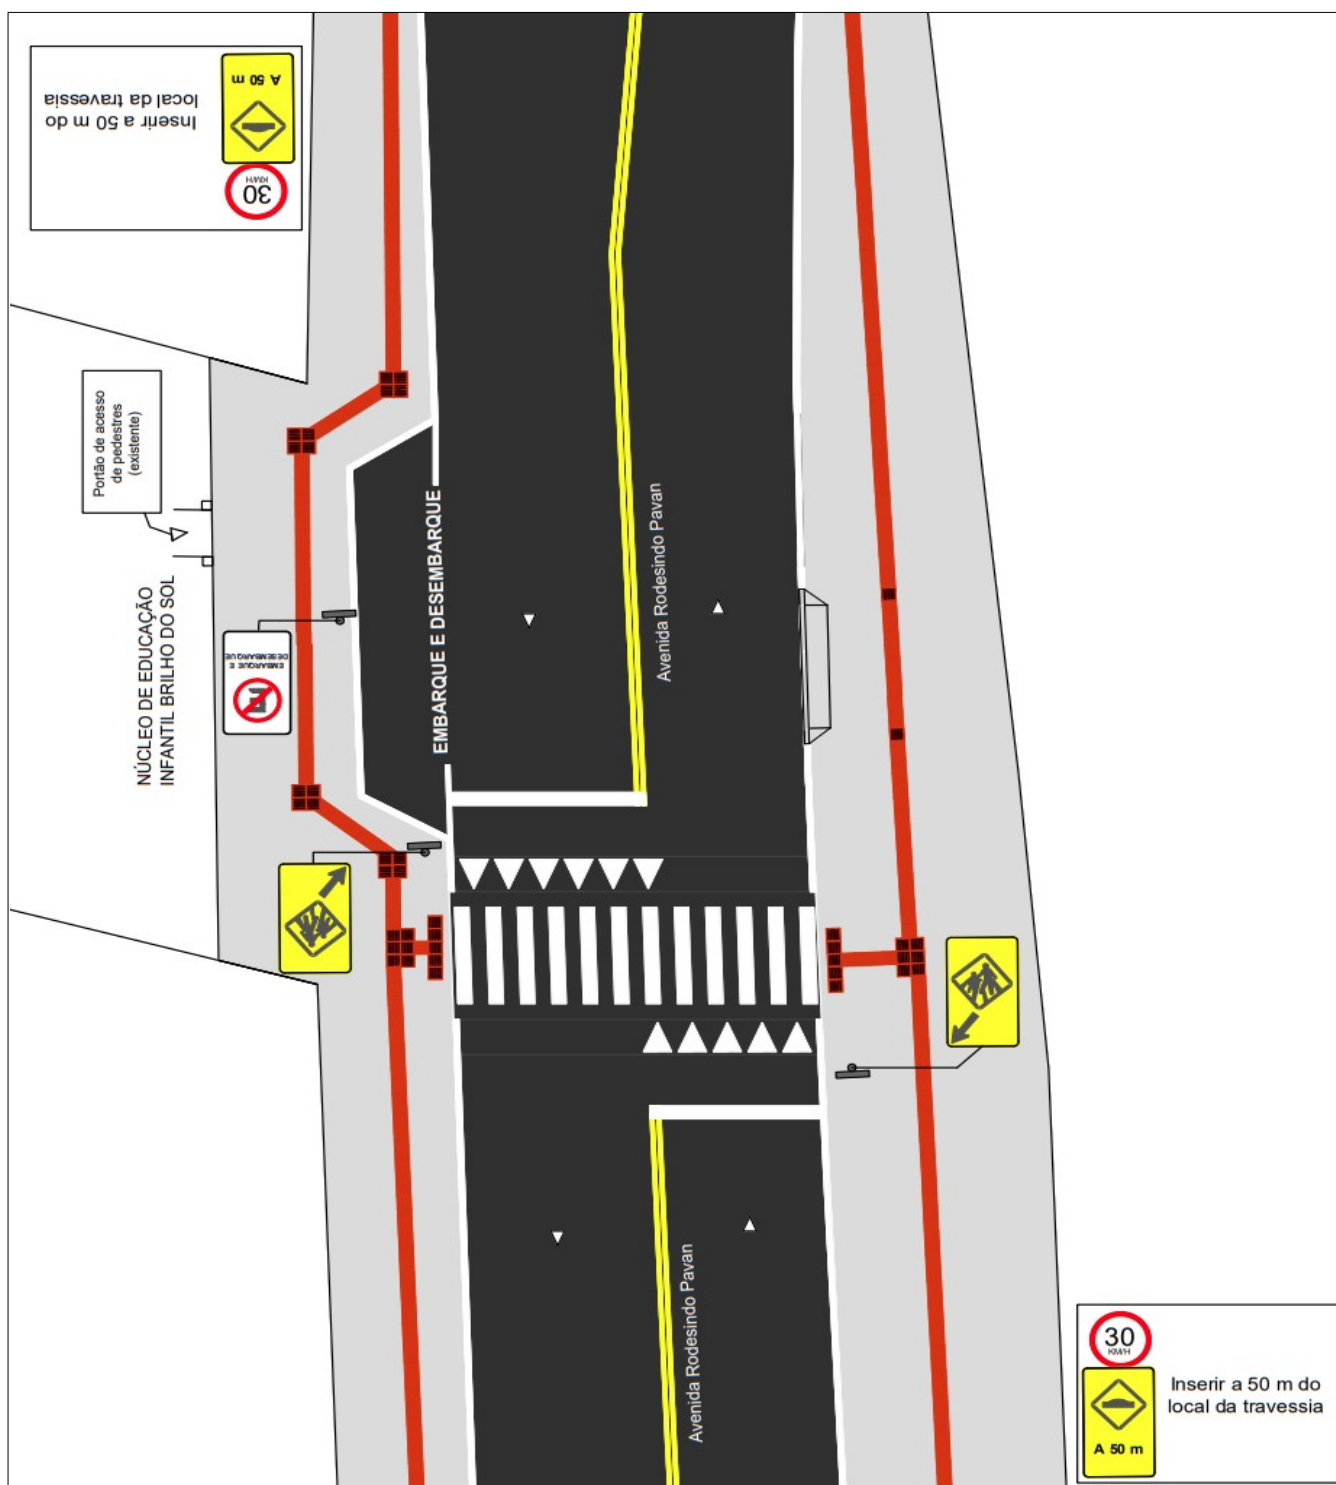 A 50 m
Inserir a 50 m do
local da travessia
30
KM/H
Portão de acesso
de pedestres
(existente)
NÚCLEO DE EDUCAÇÃO
INFANTIL BRILHO DO SOL
EMBARQUE E
DESEMBARQUE
E
EMBARQUE E DESEMBARQUE
Avenida Rodesindo Pavan
Avenida Rodesindo Pavan
30
KM/H
Inserir a 50 m do
local da travessia
A 50 m